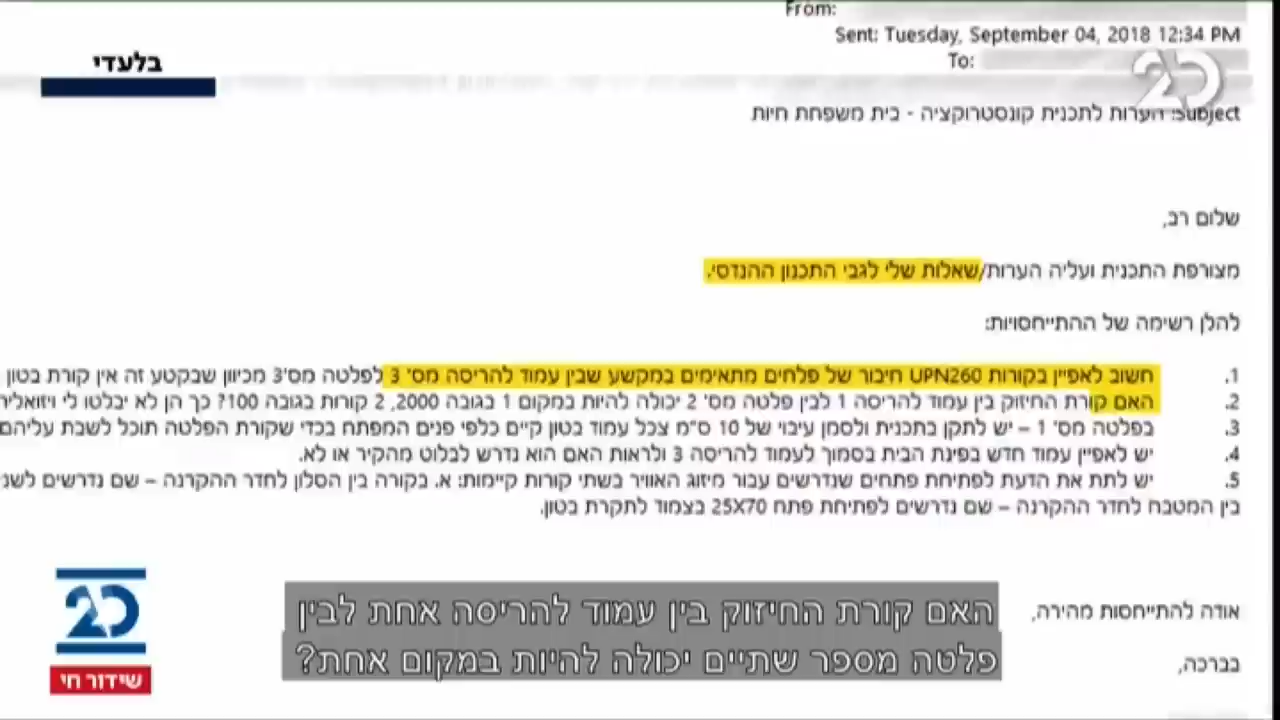 From:
Sent: Tuesday, September 04, 2018 12:34 PM
To:
20
בלעדי
Subject: הערות לתכנית קונסטרוקציה - בית משפחת חיות
שלום רב,
מצורפת התכנית ועליה הערות/שאלות שלי לגבי התכנון ההנדסי.
להלן רשימה של ההתייחסויות:
1. חשוב לאפיין בקורות UPN260 חיבור של פלחים מתאימים במקשע שבין עמוד להריסה מס' 3 לפלטה מס'3 מכיוון שבקטע זה אין קורת בטון
2. האם קורת החיזוק בין עמוד להריסה 1 לבין פלטה מס' 2 יכולה להיות במקום 1 בגובה 2000, 2 קורות בגובה 100? כך הן לא יבלטו לי ויזואלית
3. בפלטה מס' 1 – יש לתקן בתכנית ולסמן עיבוי של 10 ס"מ צכל עמוד בטון קיים כלפי פנים המפתח בכדי שקורת הפלטה תוכל לשבת עליהם
4. יש לאפיין עמוד חדש בפינת הבית בסמוך לעמוד להריסה 3 ולראות האם הוא נדרש לבלוט מהקיר או לא.
5. יש לתת את הדעת לפתיחת פתחים שנדרשים עבור מיזוג האוויר בשתי קורות קיימות: א. בקורה בין הסלון לחדר ההקרנה – שם נדרשים
בין המטבח לחדר ההקרנה – שם נדרשים לפתיחת פתח 25X70 בצמוד לתקרת בטון.
אודה להתייחסות מהירה,
בברכה,
האם קורת החיזוק בין עמוד להריסה אחת לבין
פלטה מספר שתיים יכולה להיות במקום אחת?
20
שידור חי